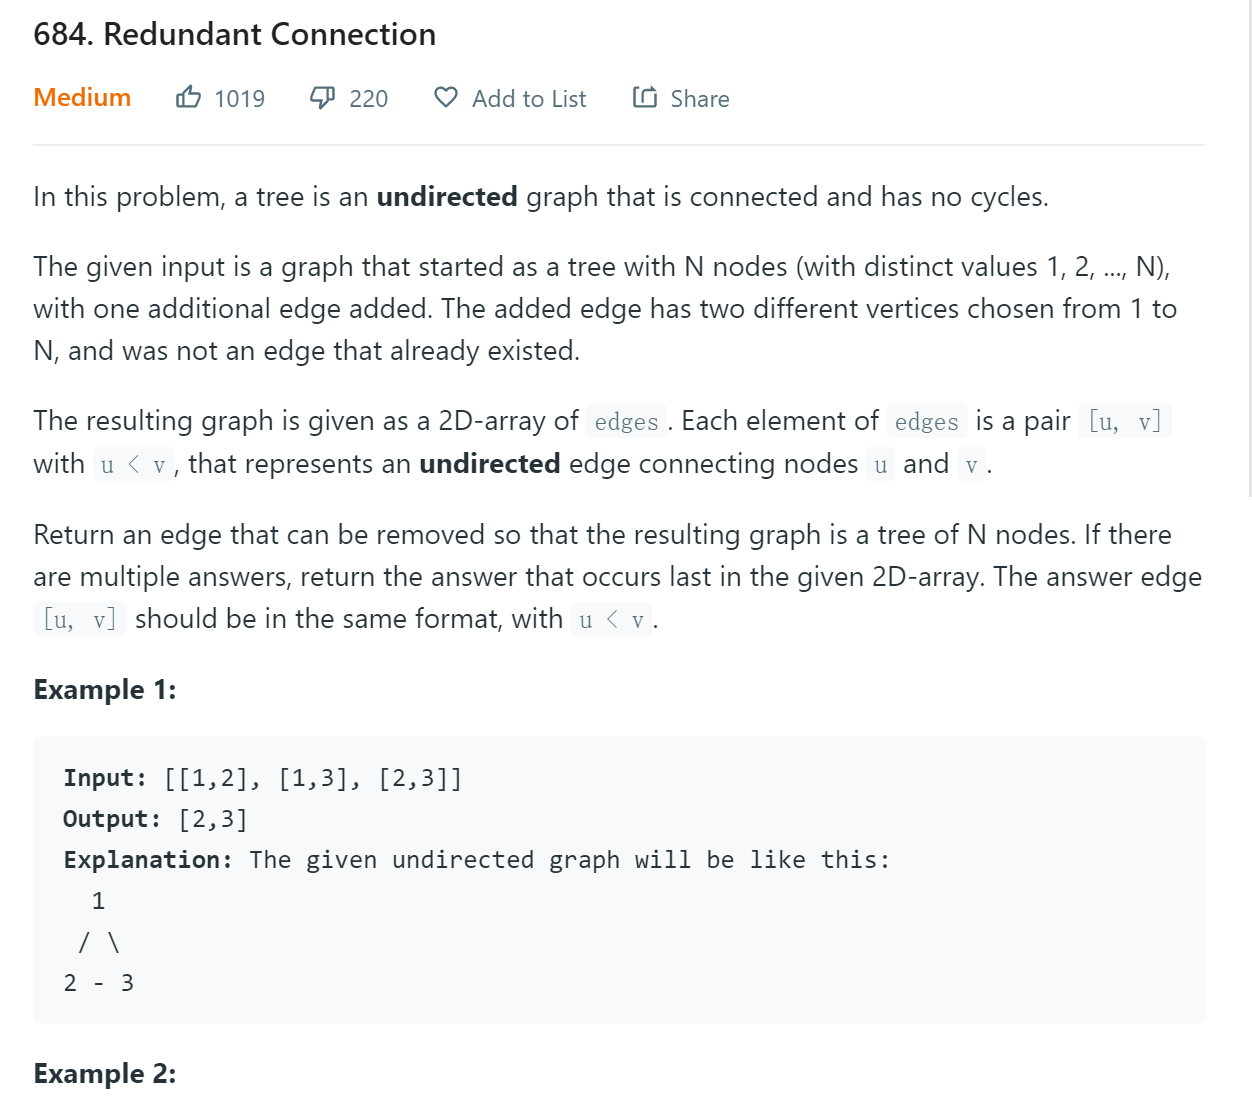 684. Redundant Connection
Medium 1019 220 Add to List Share
In this problem, a tree is an undirected graph that is connected and has no cycles.
The given input is a graph that started as a tree with N nodes (with distinct values 1, 2, ..., N),
with one additional edge added. The added edge has two different vertices chosen from 1 to
N, and was not an edge that already existed.
The resulting graph is given as a 2D-array of edges. Each element of edges is a pair [u, v]
with u < v, that represents an undirected edge connecting nodes u and v.
Return an edge that can be removed so that the resulting graph is a tree of N nodes. If there
are multiple answers, return the answer that occurs last in the given 2D-array. The answer edge
[u, v] should be in the same format, with u < v.
Example 1:
Input: [[1,2], [1,3], [2,3]]
Output: [2,3]
Explanation: The given undirected graph will be like this:
  1
 / \
2 - 3
Example 2: